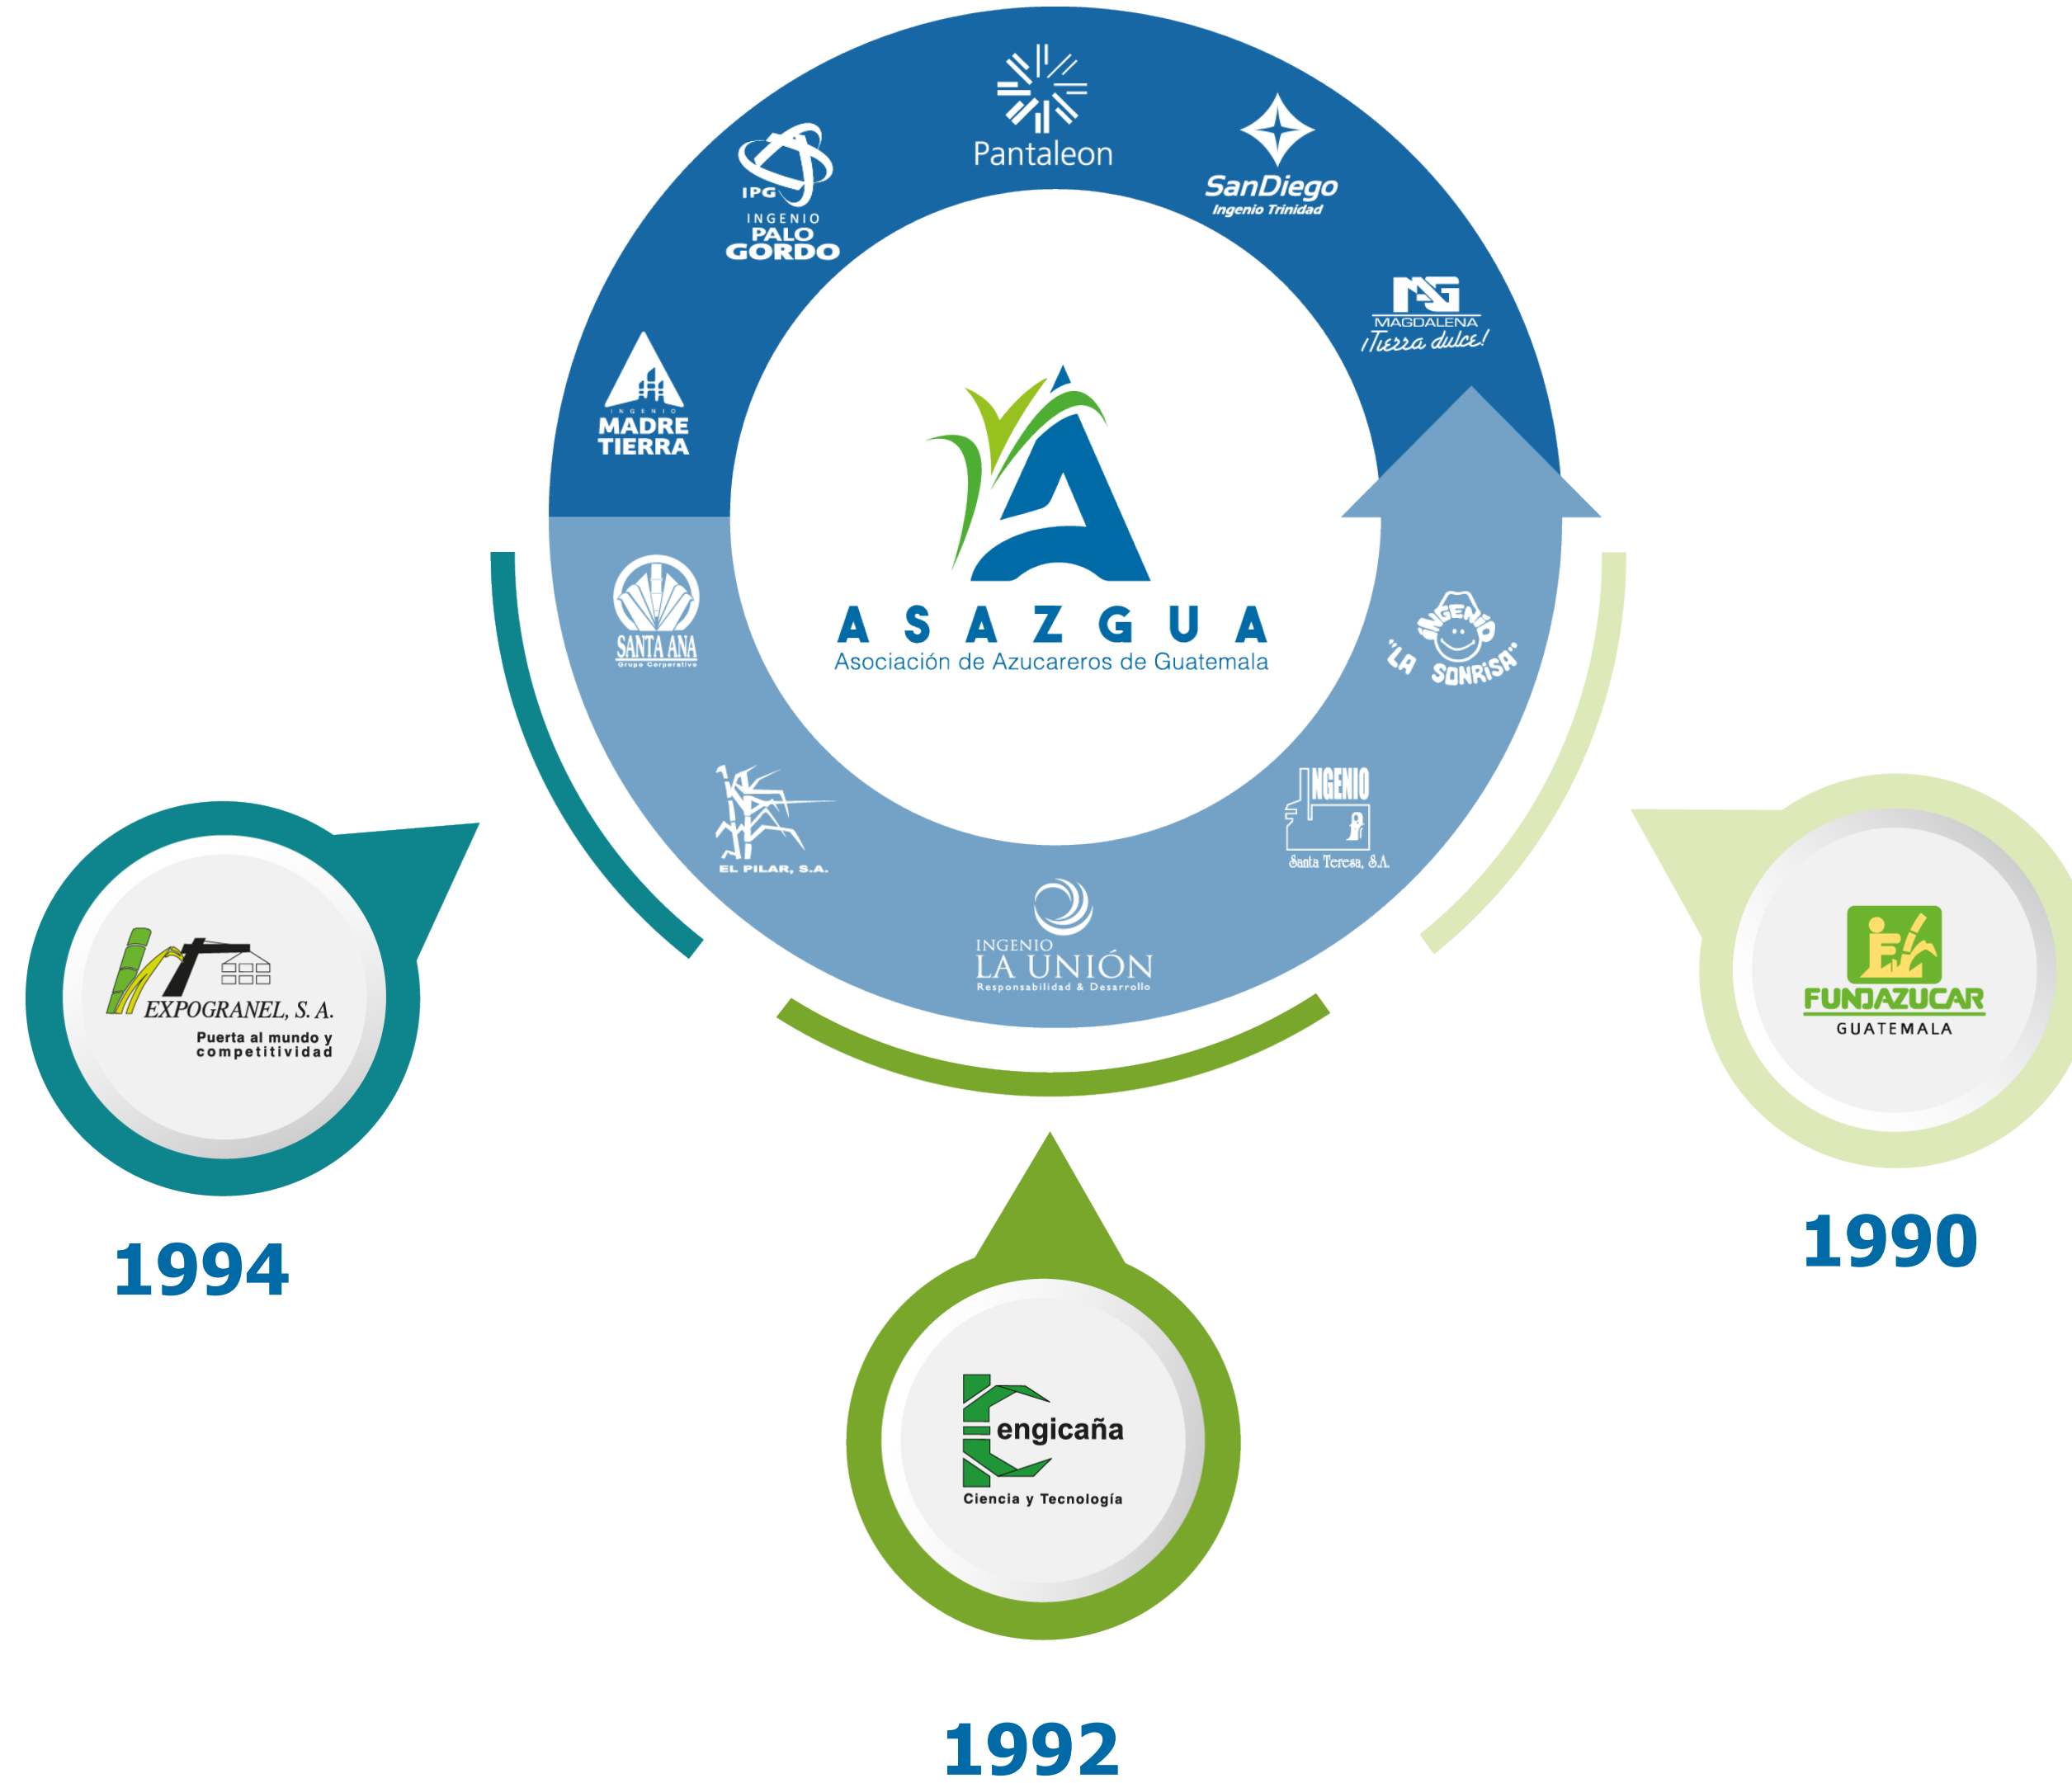 Pantaleon
SanDiego
Ingenio Trinidad
IPG
INGENIO
PALO
GORDO
MAG
MAGDALENA
¡Tierra dulce!
INGENIO
MADRE
TIERRA
ASAZGUA
Asociación de Azucareros de Guatemala
SANTA ANA
Grupo Corporativo
INGENIO
"LA SONRISA"
EL PILAR, S.A.
INGENIO
Santa Teresa, S.A.
INGENIO
LA UNIÓN
Responsabilidad & Desarrollo
EXPOGRANEL, S. A.
Puerta al mundo y
competitividad
1994
FUNDAZUCAR
GUATEMALA
1990
Cengicaña
Ciencia y Tecnología
1992